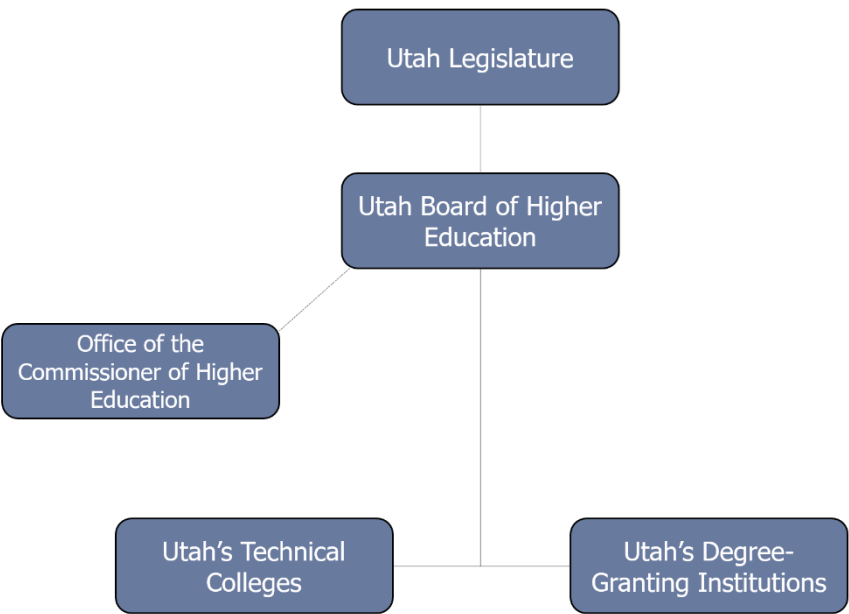 Utah Legislature
Utah Board of Higher
Education
Office of the
Commissioner of Higher
Education
Utah’s Technical
Colleges
Utah’s Degree-
Granting Institutions